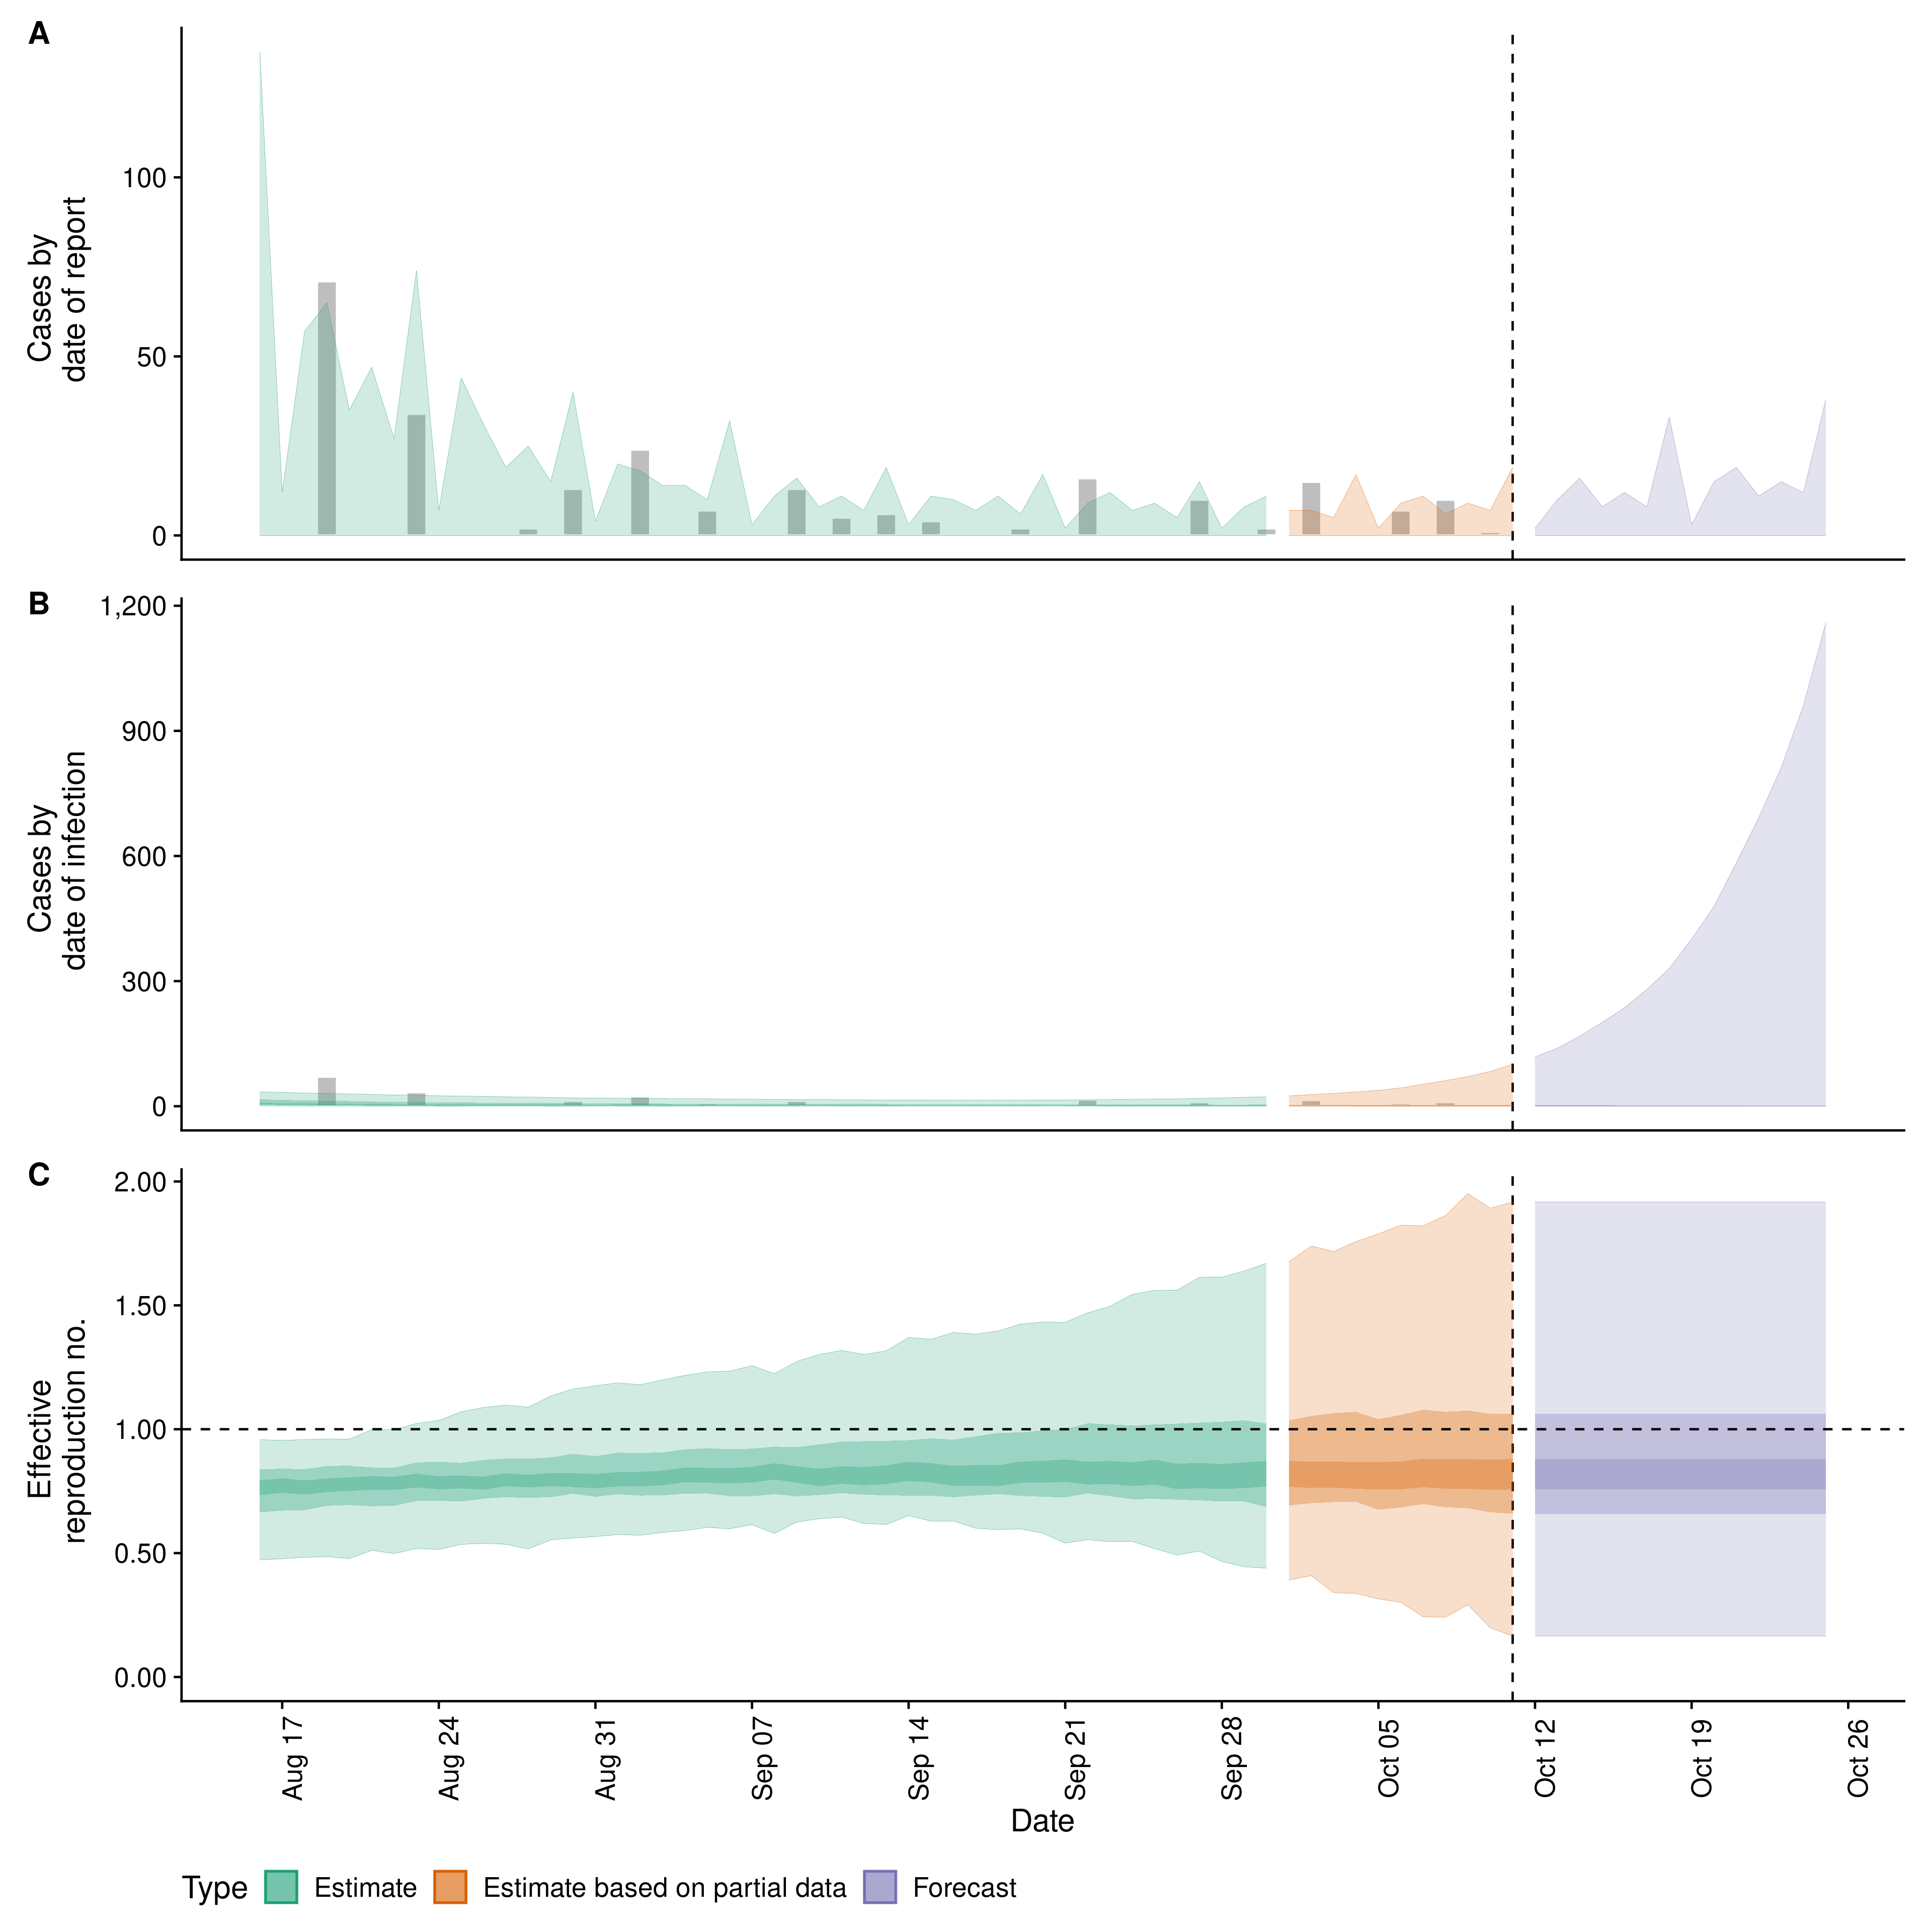 A
Cases by
date of report
100
50
0
B
Cases by
date of infection
1,200
900
600
300
0
C
Effective
reproduction no.
2.00
1.50
1.00
0.50
0.00
Aug 17
Aug 24
Aug 31
Sep 07
Sep 14
Sep 21
Sep 28
Oct 05
Oct 12
Oct 19
Oct 26
Date
Type Estimate Estimate based on partial data Forecast